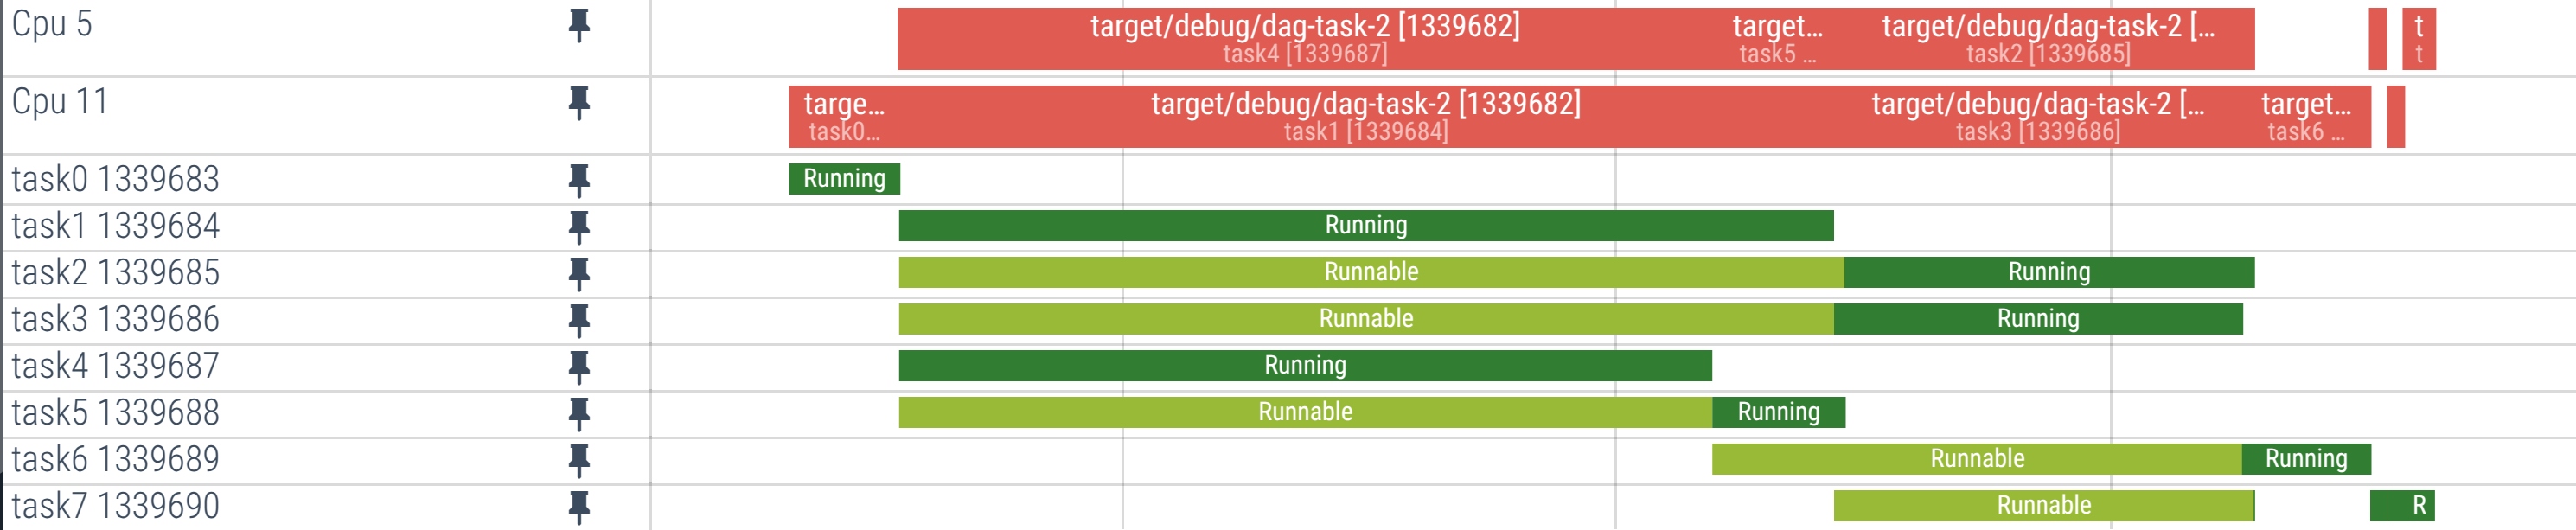 Cpu 5
target/debug/dag-task-2 [1339682]
task4 [1339687]
target...
task5 ...
target/debug/dag-task-2 [...
task2 [1339685]
t
t
Cpu 11
targe...
task0...
target/debug/dag-task-2 [1339682]
task1 [1339684]
target/debug/dag-task-2 [...
task3 [1339686]
target...
task6 ...
task0 1339683
Running
task1 1339684
Running
task2 1339685
Runnable
Running
task3 1339686
Runnable
Running
task4 1339687
Running
task5 1339688
Runnable
Running
task6 1339689
Runnable
Running
task7 1339690
Runnable
R